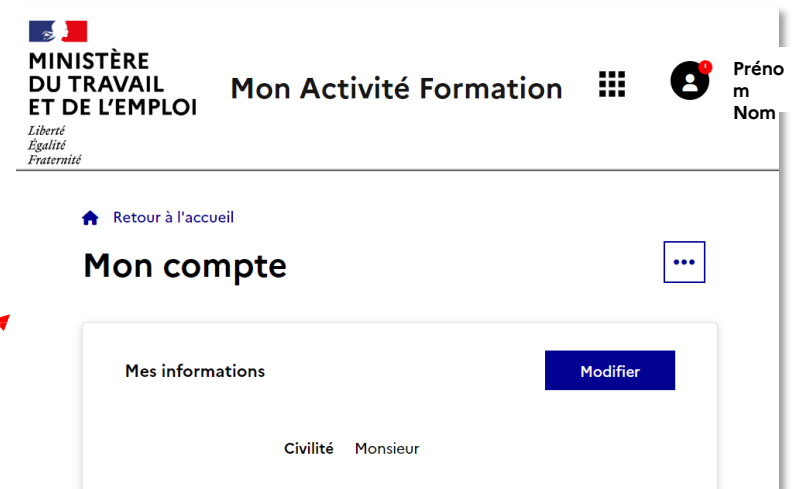 MINISTÈRE
DU TRAVAIL
ET DE L'EMPLOI
Liberté
Égalité
Fraternité
Mon Activité Formation
Préno
m
Nom
Retour à l'accueil
Mon compte
Mes informations
Modifier
Civilité Monsieur